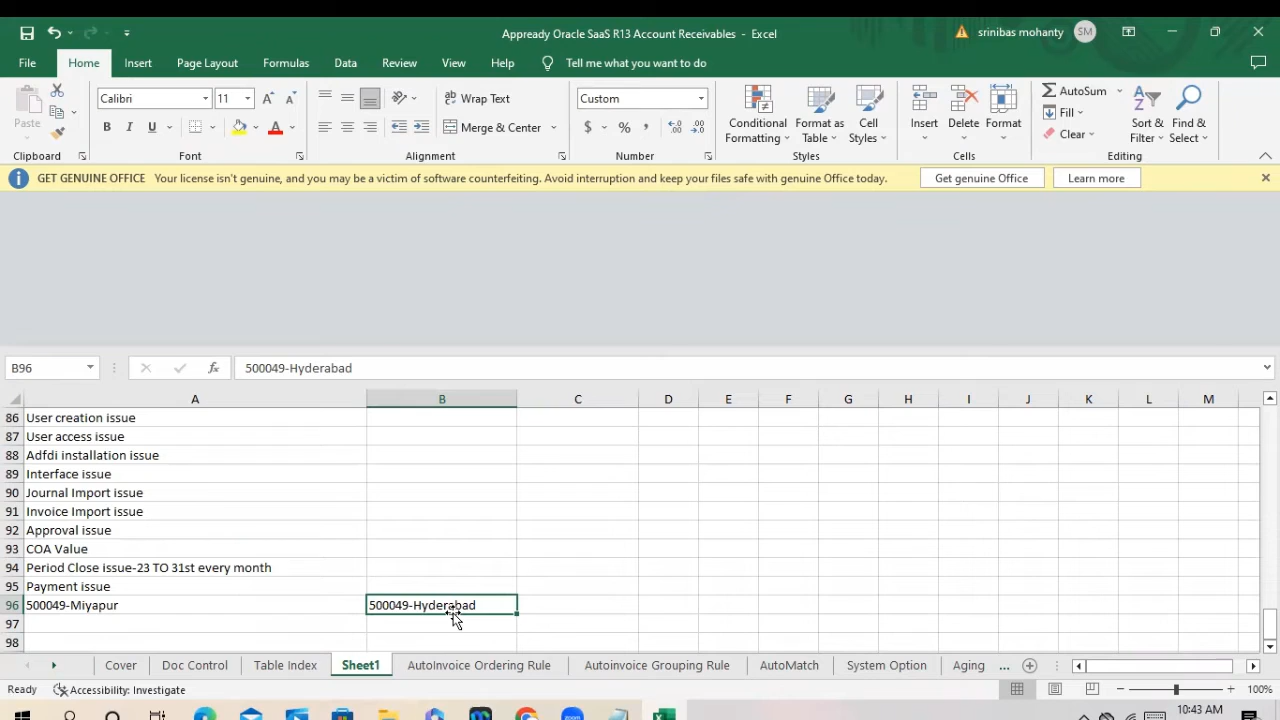 Appready Oracle SaaS R13 Account Receivables - Excel
srinibas mohanty
SM
File Home Insert Page Layout Formulas Data Review View Help Tell me what you want to do
Paste
Calibri 11
Wrap Text
Custom
Conditional Formatting
Format as Table
Cell Styles
Insert
Delete
Format
AutoSum
Fill
Clear
Sort & Filter
Find & Select
B I U
Merge & Center
$ % ,
Clipboard Font Alignment Number Styles Cells Editing
GET GENUINE OFFICE Your license isn't genuine, and you may be a victim of software counterfeiting. Avoid interruption and keep your files safe with genuine Office today. Get genuine Office Learn more
B96 fx 500049-Hyderabad
A B C D E F G H I J K L M
86 User creation issue
87 User access issue
88 Adfdi installation issue
89 Interface issue
90 Journal Import issue
91 Invoice Import issue
92 Approval issue
93 COA Value
94 Period Close issue-23 TO 31st every month
95 Payment issue
96 500049-Miyapur 500049-Hyderabad
97
98
Cover Doc Control Table Index Sheet1 AutoInvoice Ordering Rule Autoinvoice Grouping Rule AutoMatch System Option Aging ...
Ready Accessibility: Investigate 100%
10:43 AM